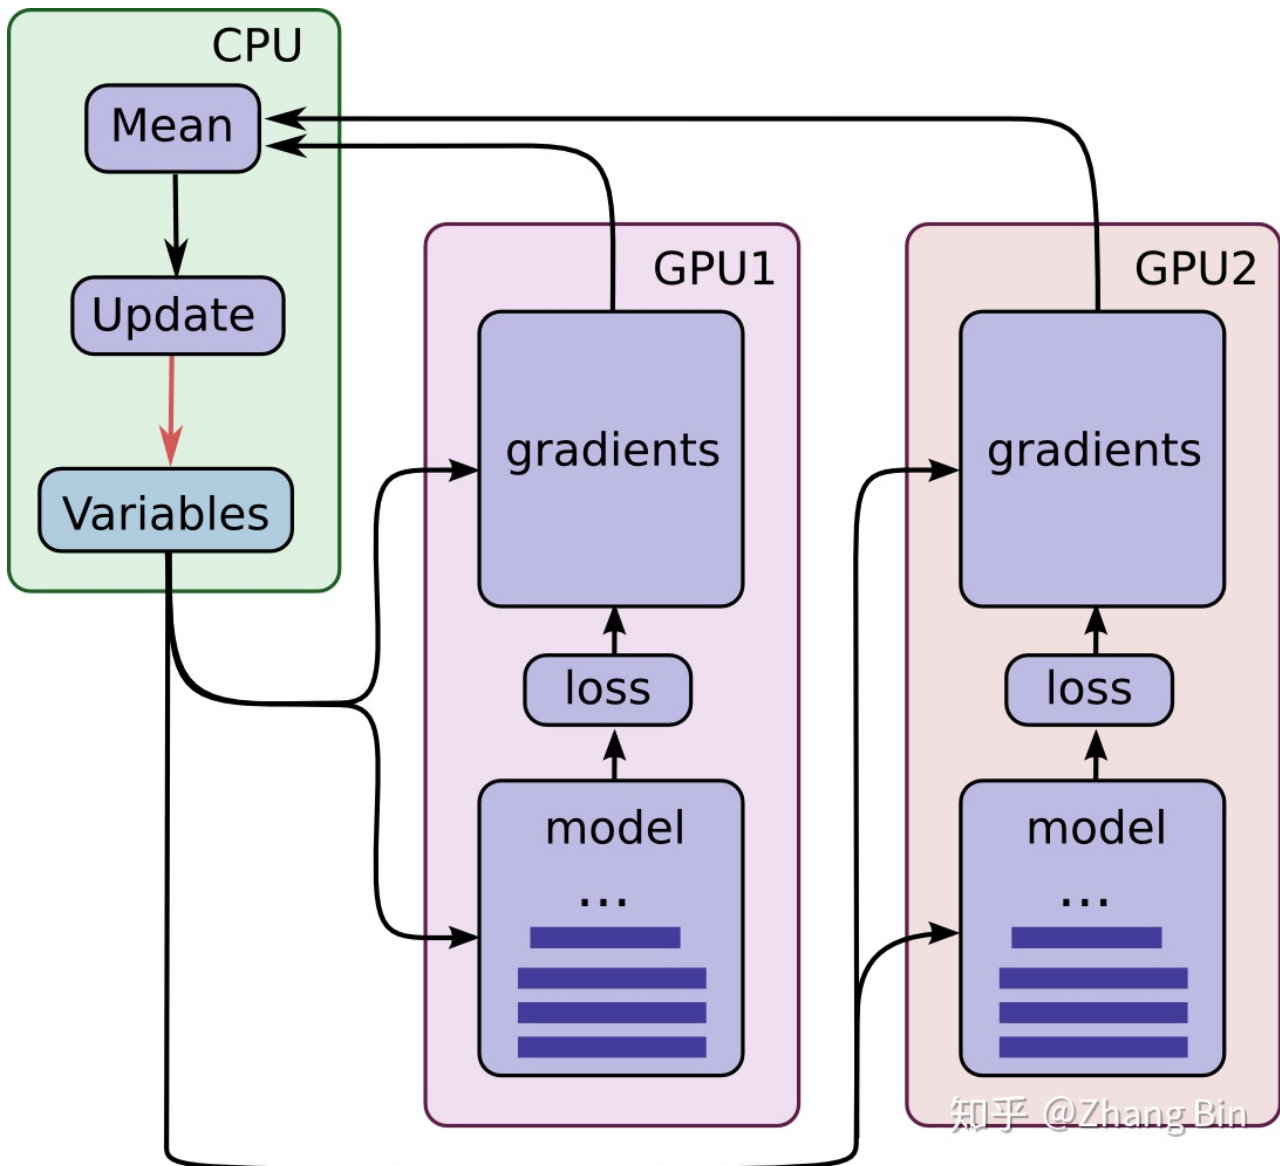 CPU
Mean
Update
Variables
GPU1
gradients
loss
model
...
GPU2
gradients
loss
model
...
知乎 @Zhang Bin